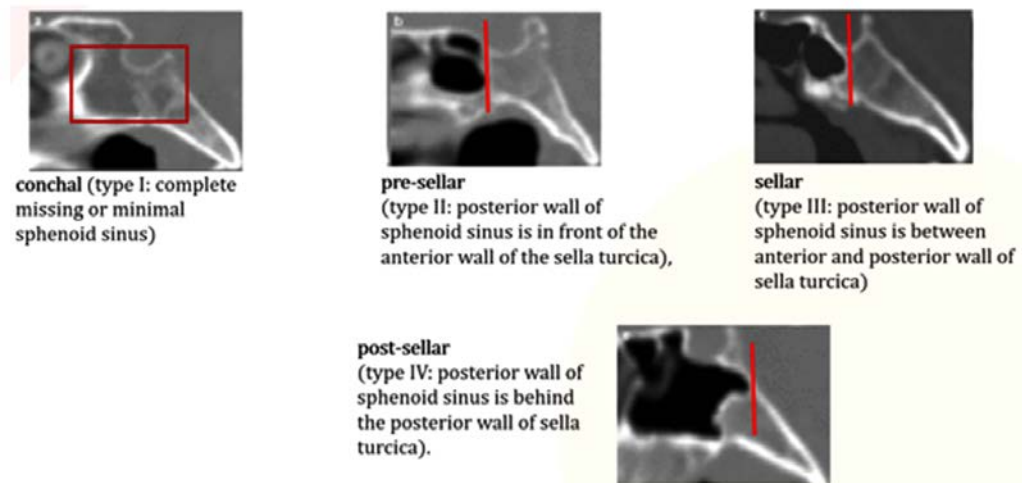 a
conchal (type I: complete
missing or minimal
sphenoid sinus)
b
pre-sellar
(type II: posterior wall of
sphenoid sinus is in front of the
anterior wall of the sella turcica),
c
sellar
(type III: posterior wall of
sphenoid sinus is between
anterior and posterior wall of
sella turcica)
post-sellar
(type IV: posterior wall of
sphenoid sinus is behind
the posterior wall of sella
turcica).